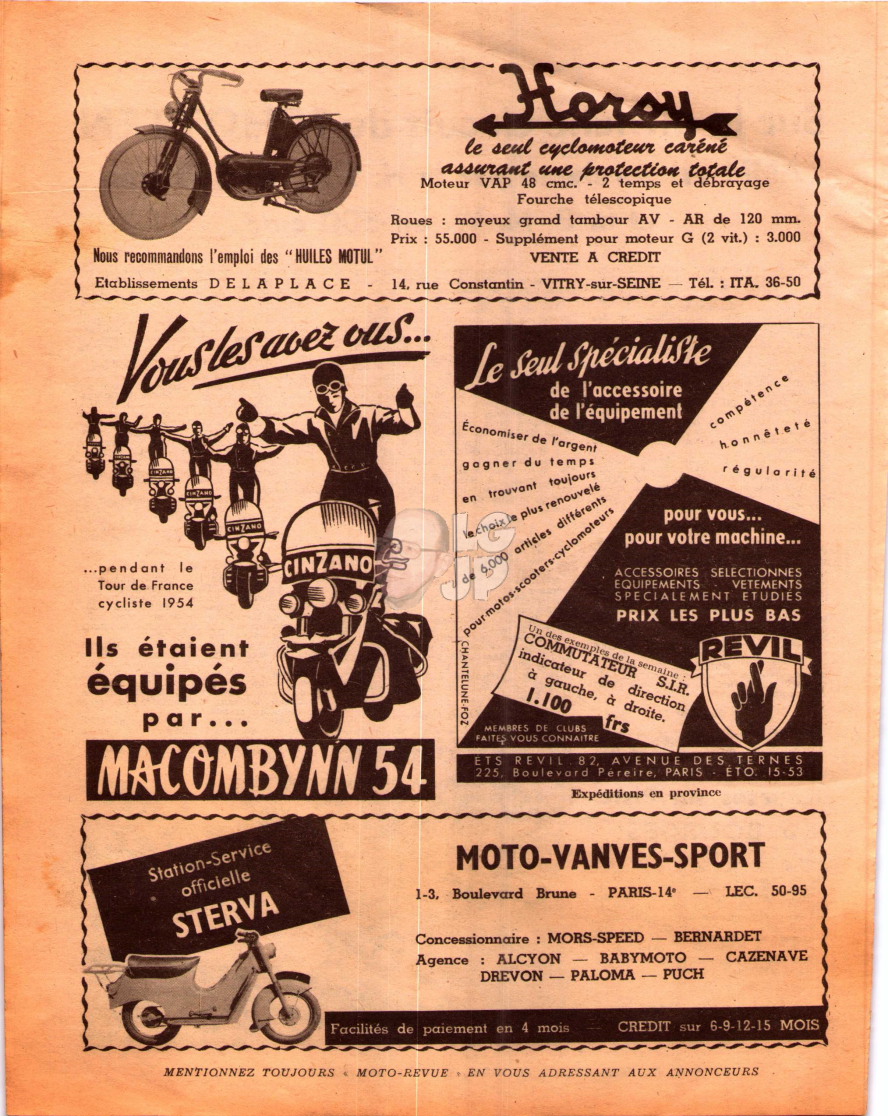 Horsy
le seul cyclomoteur caréné
assurant une protection totale
Moteur VAP 48 cmc. - 2 temps et débrayage
Fourche télescopique
Roues : moyeux grand tambour AV - AR de 120 mm.
Prix : 55.000 - Supplément pour moteur G (2 vit.) : 3.000
VENTE A CREDIT
Nous recommandons l'emploi des "HUILES MOTUL"
Etablissements DELAPLACE - 14, rue Constantin - VITRY-sur-SEINE — Tél. : ITA. 36-50
Vous les avez vus...
CINZANO
CINZANO
CINZANO
CINZANO
...pendant le
Tour de France
cycliste 1954
Ils étaient
équipés
par...
MACOMBYNN 54
Le Seul Spécialiste
de l'accessoire
de l'équipement
Économiser de l'argent
gagner du temps
en trouvant toujours
le choix le plus renouvelé
de 6.000 articles différents
pour motos-scooters-cyclomoteurs
compétence
honnêteté
régularité
pour vous...
pour votre machine...
ACCESSOIRES SELECTIONNES
EQUIPEMENTS - VETEMENTS
SPECIALEMENT ETUDIES
PRIX LES PLUS BAS
Un des exemples de la semaine :
COMMUTATEUR S.I.R.
indicateur de direction
à gauche, à droite.
1.100 frs
REVIL
CHANTELUNE-FOZ
MEMBRES DE CLUBS
FAITES VOUS CONNAITRE
ETS REVIL. 82, AVENUE DES TERNES
225, Boulevard Péreire, PARIS - ÉTO. 15-53
Expéditions en province
LG
JP
Station-Service
officielle
STERVA
MOTO-VANVES-SPORT
1-3, Boulevard Brune - PARIS-14e — LEC. 50-95
Concessionnaire : MORS-SPEED — BERNARDET
Agence : ALCYON — BABYMOTO — CAZENAVE
DREVON — PALOMA — PUCH
Facilités de paiement en 4 mois — CREDIT sur 6-9-12-15 MOIS
MENTIONNEZ TOUJOURS « MOTO-REVUE » EN VOUS ADRESSANT AUX ANNONCEURS